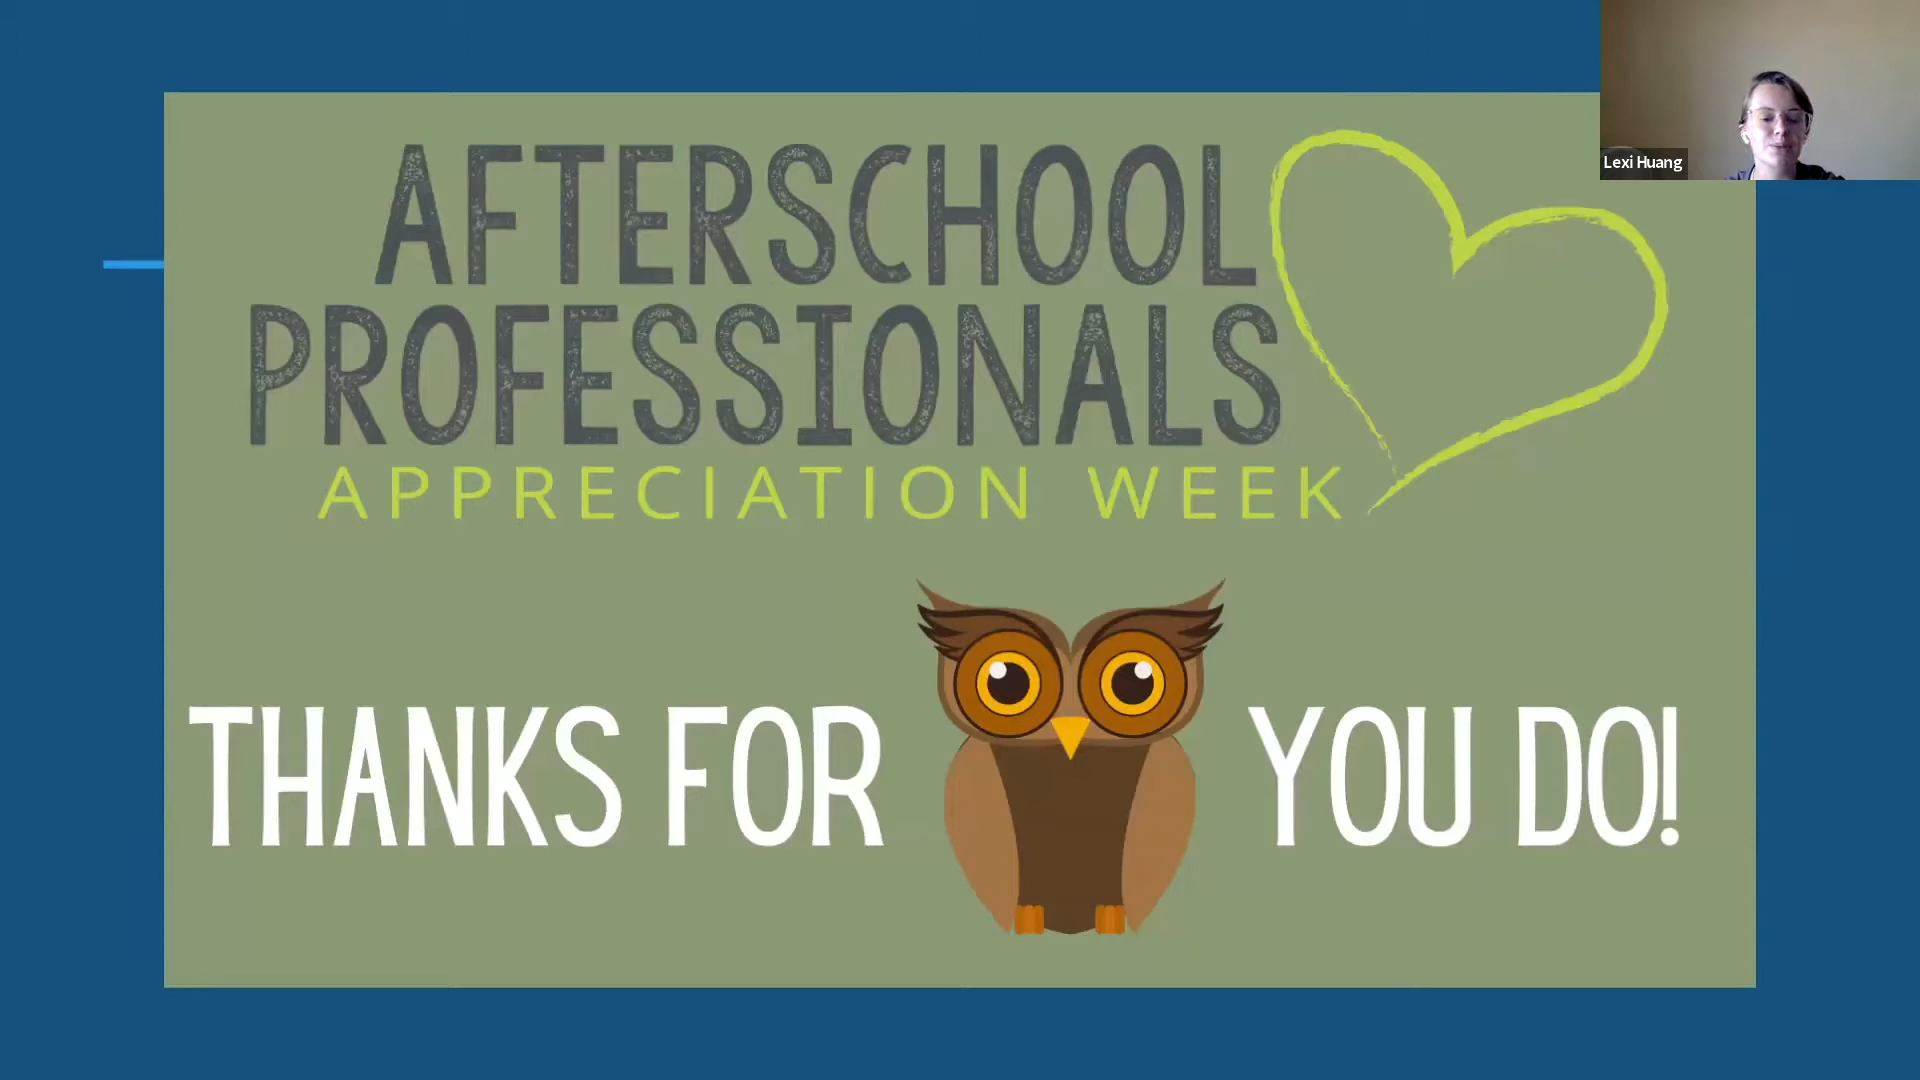 AFTERSCHOOL
PROFESSIONALS
APPRECIATION WEEK
THANKS FOR YOU DO!
Lexi Huang